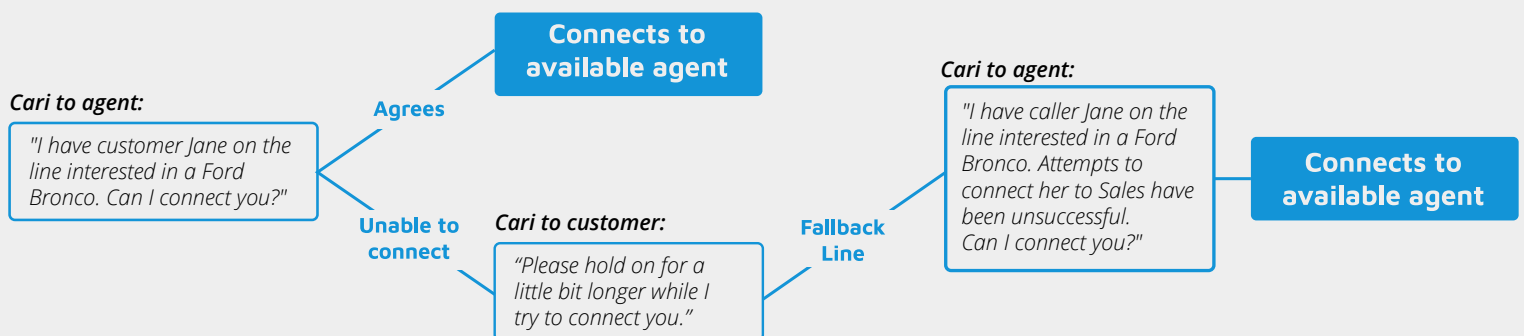 Cari to agent:
"I have customer Jane on the
line interested in a Ford
Bronco. Can I connect you?"
Agrees
Connects to
available agent
Unable to
connect
Cari to customer:
“Please hold on for a
little bit longer while I
try to connect you.”
Fallback
Line
Cari to agent:
"I have caller Jane on the
line interested in a Ford
Bronco. Attempts to
connect her to Sales have
been unsuccessful.
Can I connect you?"
Connects to
available agent